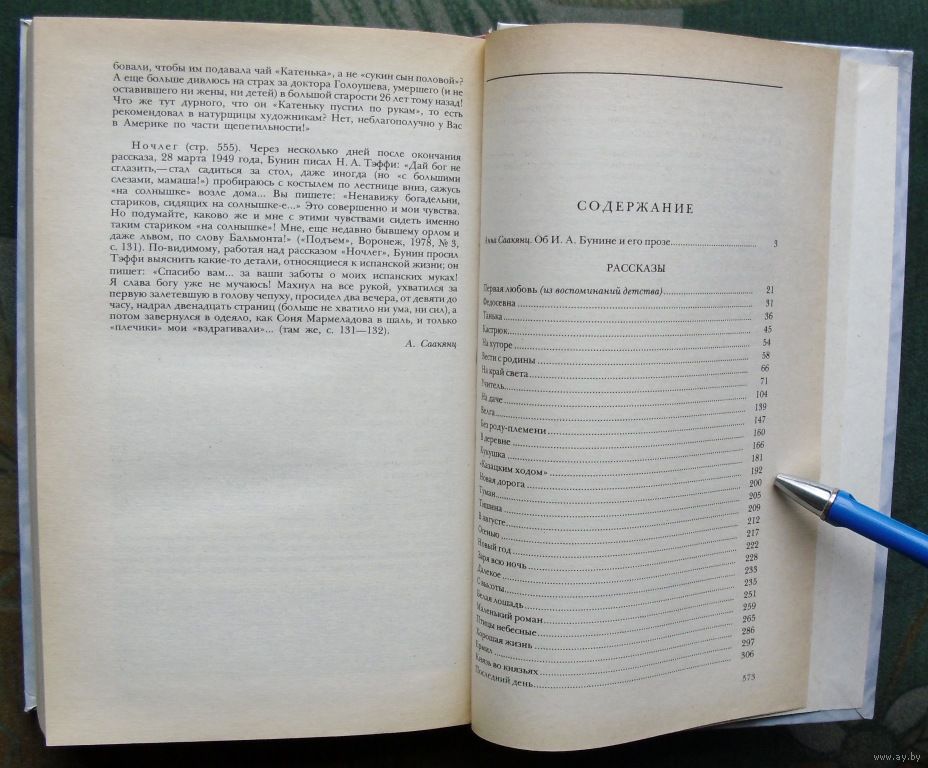 бовали, чтобы им подавала чай «Катенька», а не «сукин сын половой»?
А еще больше дивлюсь на страх за доктора Голоушева, умершего (и не
оставившего ни жены, ни детей) в большой старости 26 лет тому назад!
Что же тут дурного, что он «Катеньку пустил по рукам», то есть
рекомендовал в натурщицы художникам? Нет, неблагополучно у Вас
в Америке по части щепетильности!»
Ночлег (стр. 555). Через несколько дней после окончания
рассказа, 28 марта 1949 года, Бунин писал Н. А. Тэффи: «Дай бог не
сглазить,— стал садиться за стол, даже иногда (но «с большими
слезами, мамаша!») пробираюсь с костылем по лестнице вниз, сажусь
«на солнышке» возле дома... Вы пишете: «Ненавижу богадельни,
стариков, сидящих на солнышке-е...» Это совершенно и мои чувства.
Но подумайте, каково же и мне с этими чувствами сидеть именно
таким стариком «на солнышке»! Мне, еще недавно бывшему орлом и
даже львом, по слову Бальмонта!» («Подъем», Воронеж, 1978, № 3,
с. 131). По-видимому, работая над рассказом «Ночлег», Бунин просил
Тэффи выяснить какие-то детали, относящиеся к испанской жизни; он
пишет: «Спасибо вам... за ваши заботы о моих испанских муках!
Я слава богу уже не мучаюсь! Махнул на все рукой, ухватился за
первую залетевшую в голову чепуху, просидел два вечера, от девяти до
часу, надрал двенадцать страниц (больше не хватило ни ума, ни сил), а
потом завернулся в одеяло, как Соня Мармеладова в шаль, и только
«плечики» мои «вздрагивали»... (там же, с. 131—132).
А. Саакянц
СОДЕРЖАНИЕ
Анна Саакянц. Об И. А. Бунине и его прозе 3
РАССКАЗЫ
Первая любовь (из воспоминаний детства) 21
Федосевна 31
Танька 36
Кастрюк 45
На хуторе 54
Вести с родины 58
На край света 66
Учитель 71
На даче 104
Велга 139
Без роду-племени 147
В деревне 160
Кукушка 166
«Казацким ходом» 181
Новая дорога 192
Туман 200
Тишина 205
В августе 209
Осенью 212
Новый год 217
Заря всю ночь 222
Далекое 228
С высоты 233
Белая лошадь 235
Маленький роман 251
Птицы небесные 259
Хорошая жизнь 265
Ермил 286
Князь во князьях 297
Последний день 306
573
www.ay.by